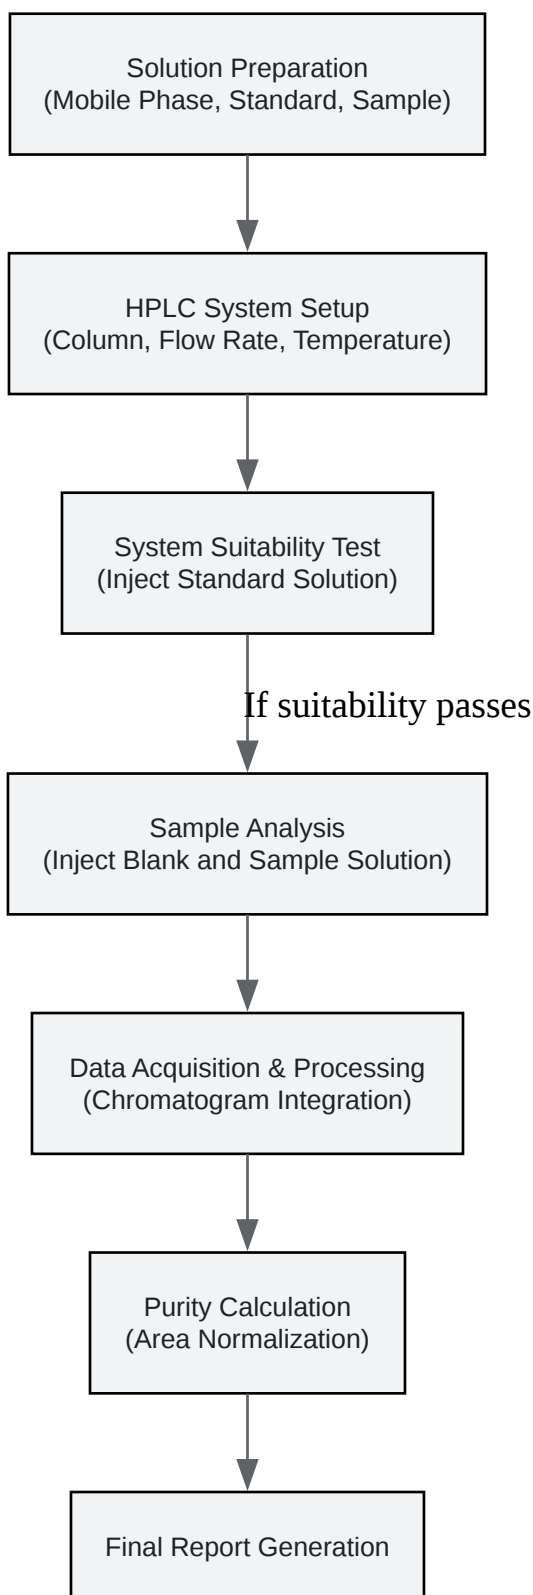 Solution Preparation
(Mobile Phase, Standard, Sample)
HPLC System Setup
(Column, Flow Rate, Temperature)
System Suitability Test
(Inject Standard Solution)
If suitability passes
Sample Analysis
(Inject Blank and Sample Solution)
Data Acquisition & Processing
(Chromatogram Integration)
Purity Calculation
(Area Normalization)
Final Report Generation